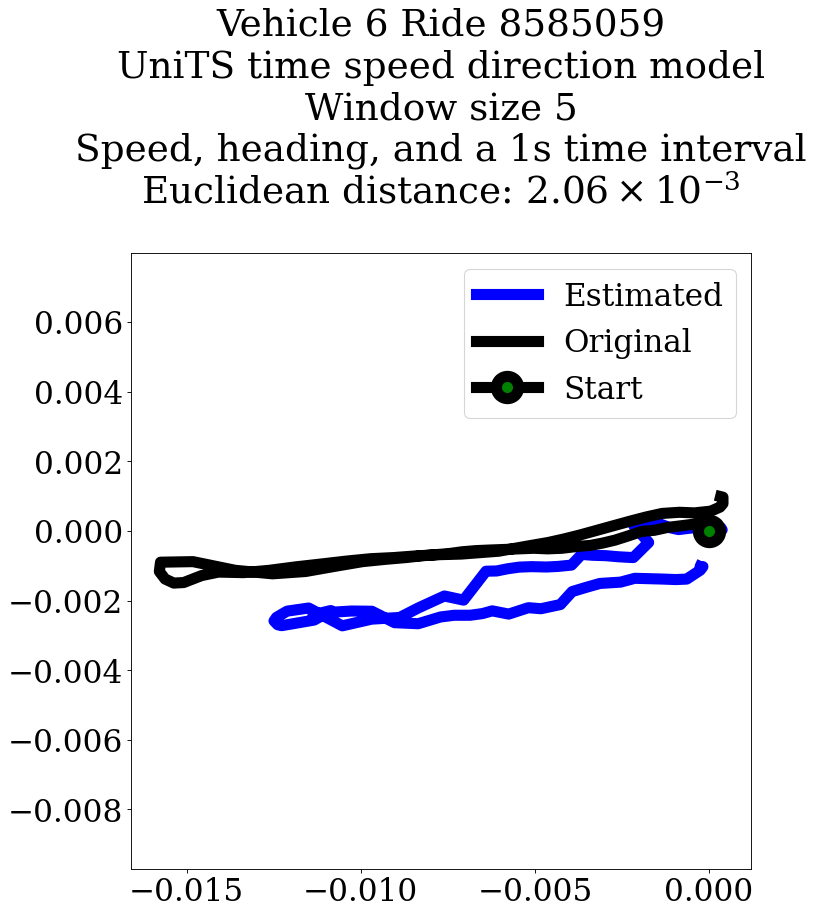 Vehicle 6 Ride 8585059
UniTS time speed direction model
Window size 5
Speed, heading, and a 1s time interval
Euclidean distance: 2.06 × 10⁻³
Estimated
Original
Start
0.006
0.004
0.002
0.000
−0.002
−0.004
−0.006
−0.008
−0.015 −0.010 −0.005 0.000